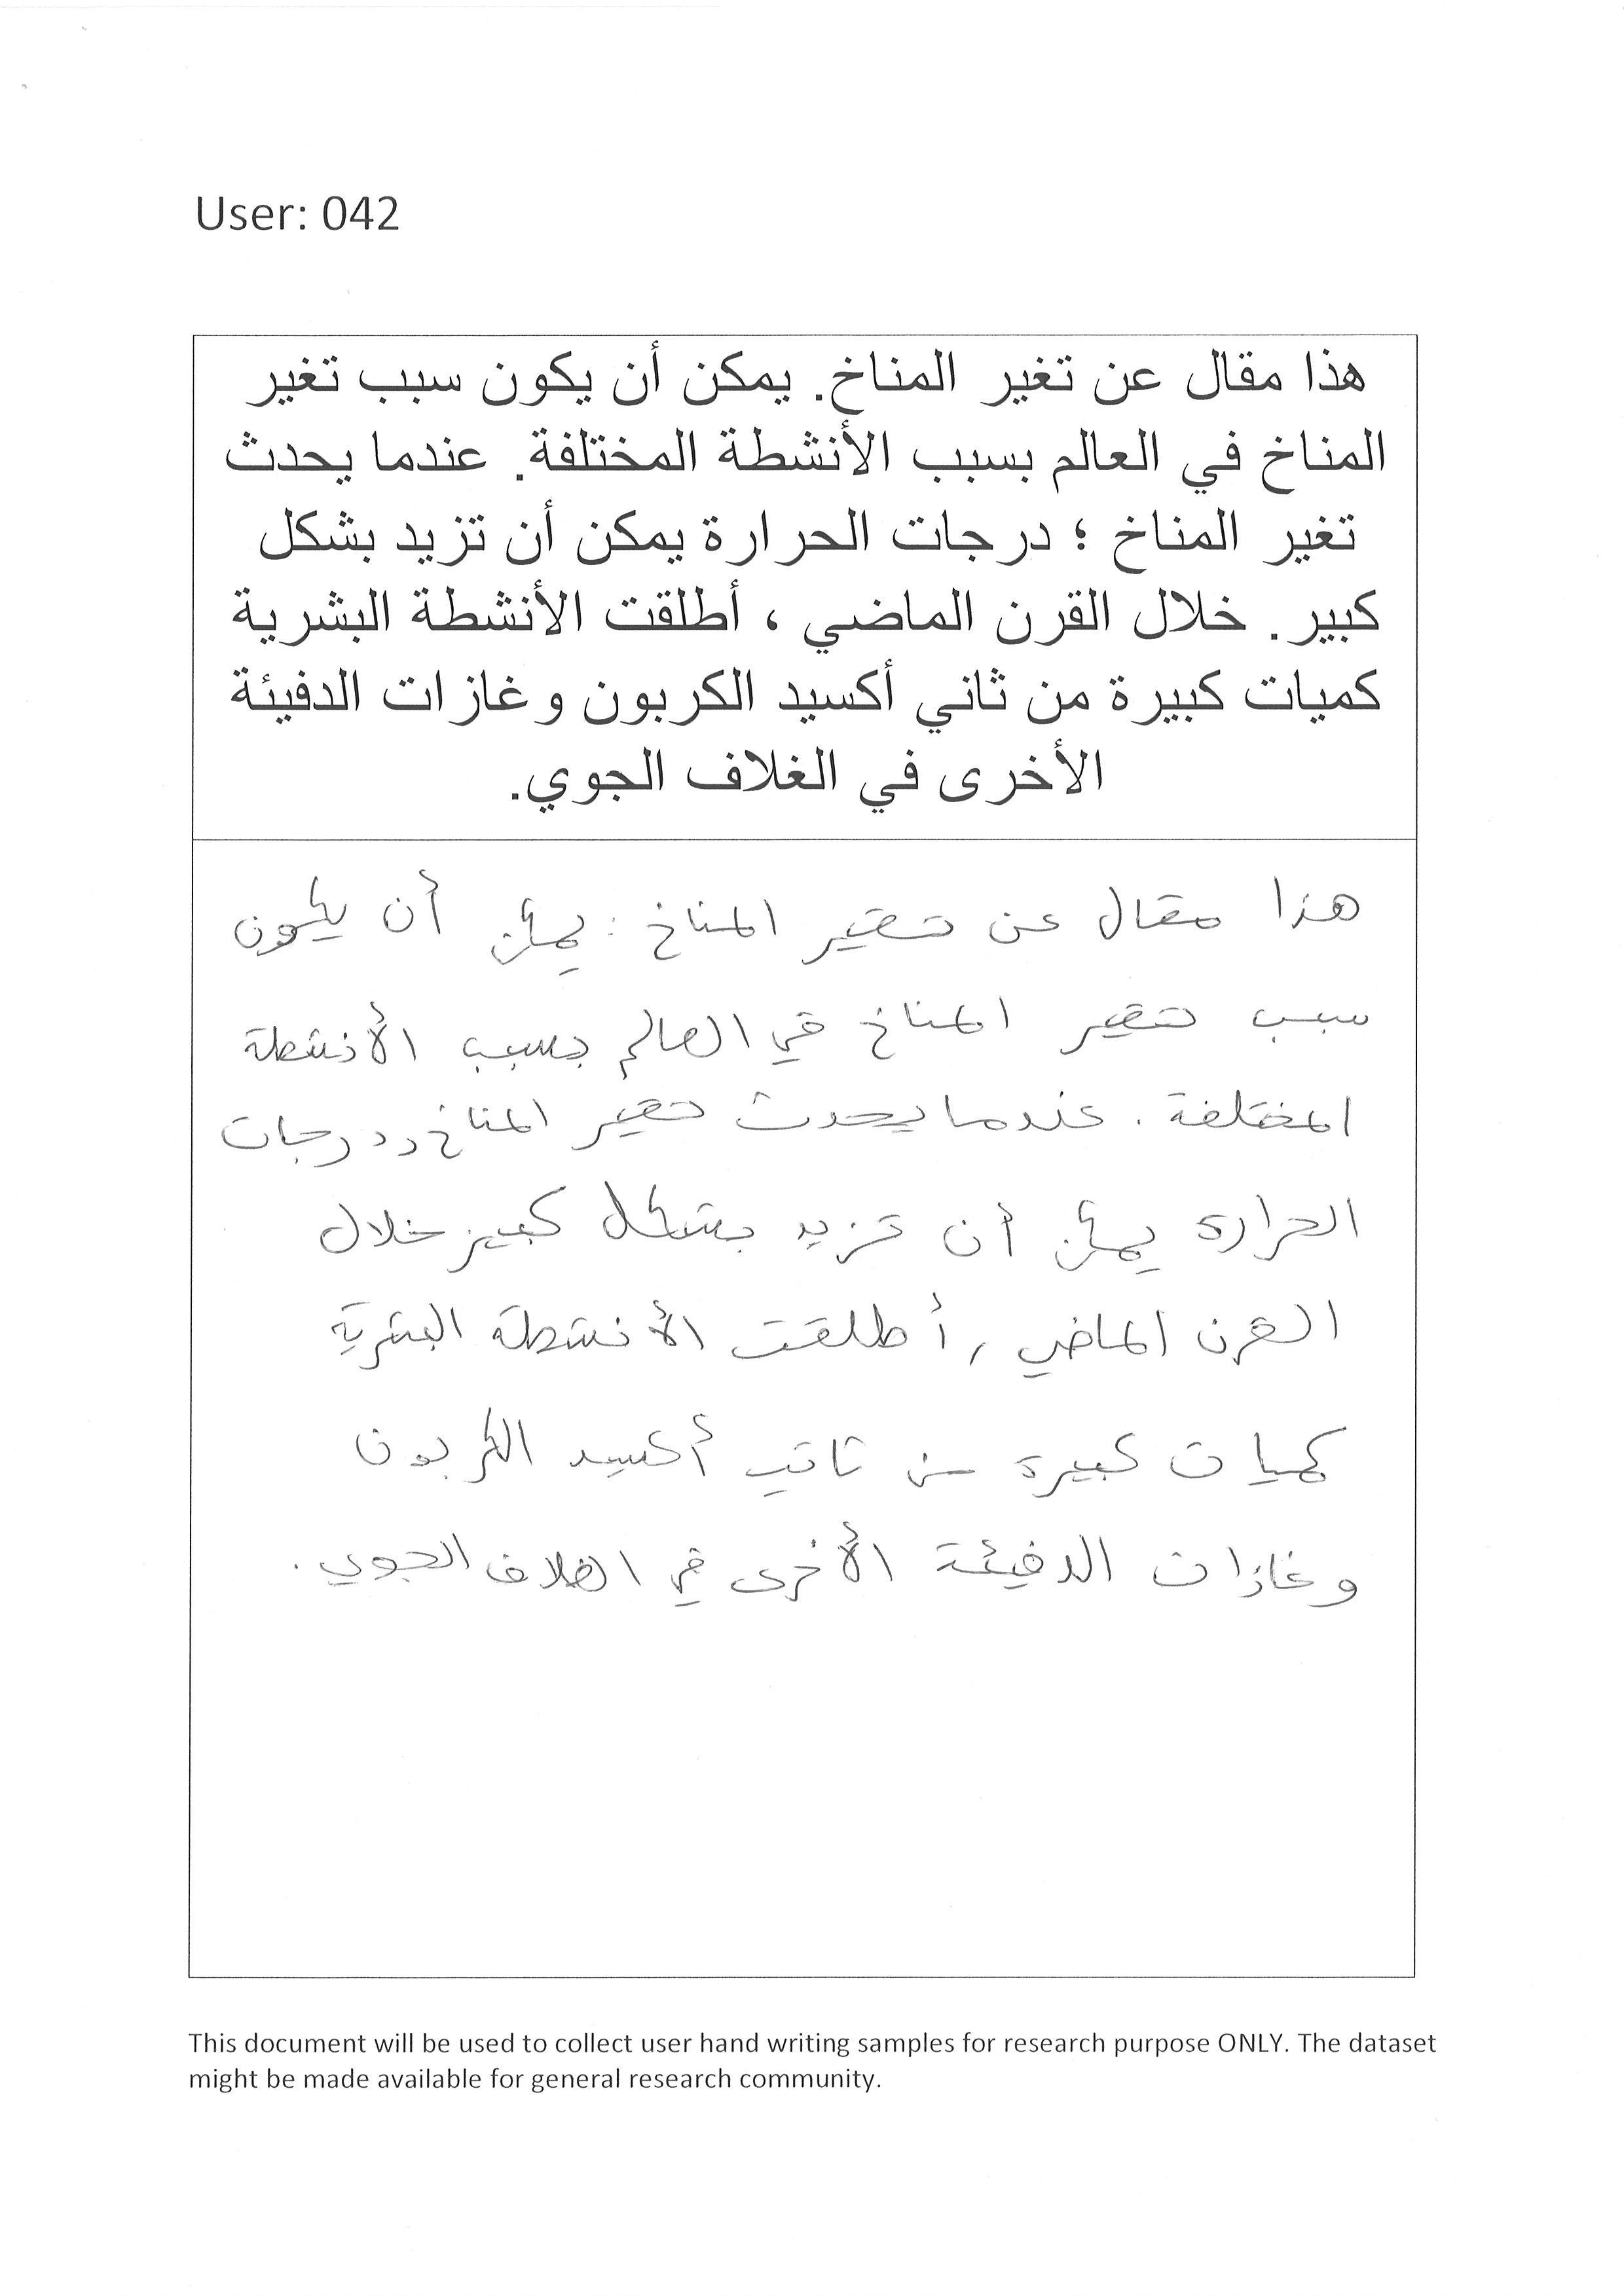 User: 042
هذا مقال عن تغير المناخ. يمكن أن يكون سبب تغير
المناخ في العالم بسبب الأنشطة المختلفة. عندما يحدث
تغير المناخ ؛ درجات الحرارة يمكن أن تزيد بشكل
كبير. خلال القرن الماضي ، أطلقت الأنشطة البشرية
كميات كبيرة من ثاني أكسيد الكربون وغازات الدفيئة
الأخرى في الغلاف الجوي.
هذا مقال عن تغير المناخ : يمكن أن يكون
سبب تغير المناخ في العالم بسبب الأنشطة
المختلفة . عندما يحدث تغير المناخ ، درجات
الحرارة يمكن أن تزيد بشكل كبير خلال
القرن الماضي , أطلقت الأنشطة البشرية
كميات كبيرة من ثاني أكسيد الكربون
وغازات الدفيئة الأخرى في الغلاف الجوي .
This document will be used to collect user hand writing samples for research purpose ONLY. The dataset
might be made available for general research community.